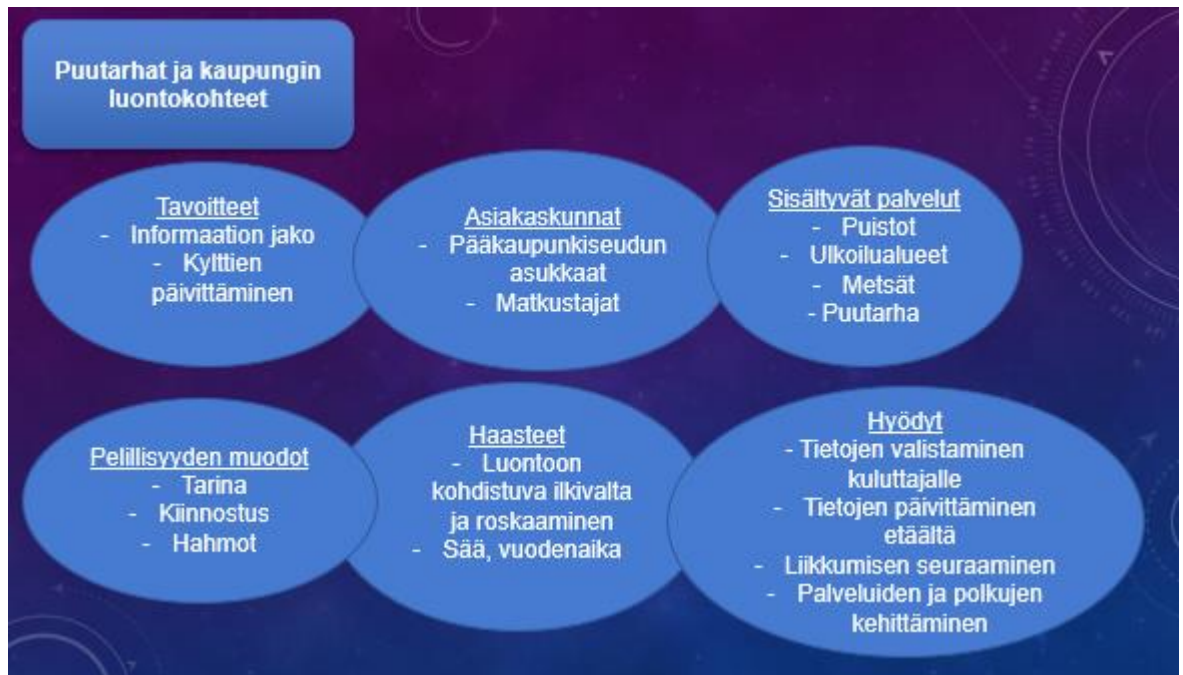 Puutarhat ja kaupungin
luontokohteet
Tavoitteet
- Informaation jako
- Kylttien
päivittäminen
Asiakaskunnat
- Pääkaupunkiseudun
asukkaat
- Matkustajat
Sisältyvät palvelut
- Puistot
- Ulkoilualueet
- Metsät
- Puutarha
Pelillisyyden muodot
- Tarina
- Kiinnostus
- Hahmot
Haasteet
- Luontoon
kohdistuva ilkivalta
ja roskaaminen
- Sää, vuodenaika
Hyödyt
- Tietojen valistaminen
kuluttajalle
- Tietojen päivittäminen
etäältä
- Liikkumisen seuraaminen
- Palveluiden ja polkujen
kehittäminen